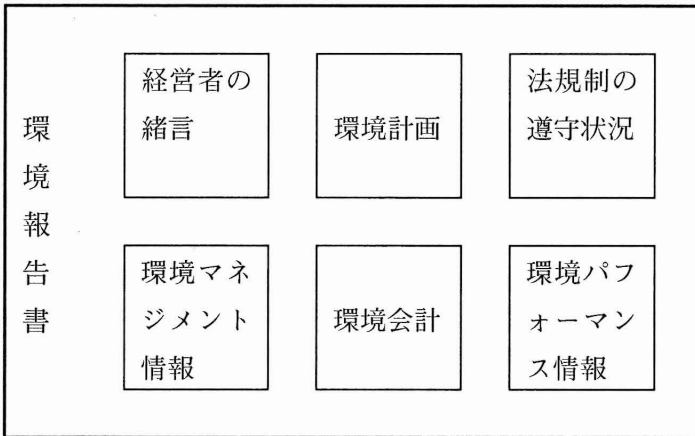 環境報告書
経営者の
緒言
環境計画
法規制の
遵守状況
環境マネ
ジメント
情報
環境会計
環境パフ
ォーマン
ス情報